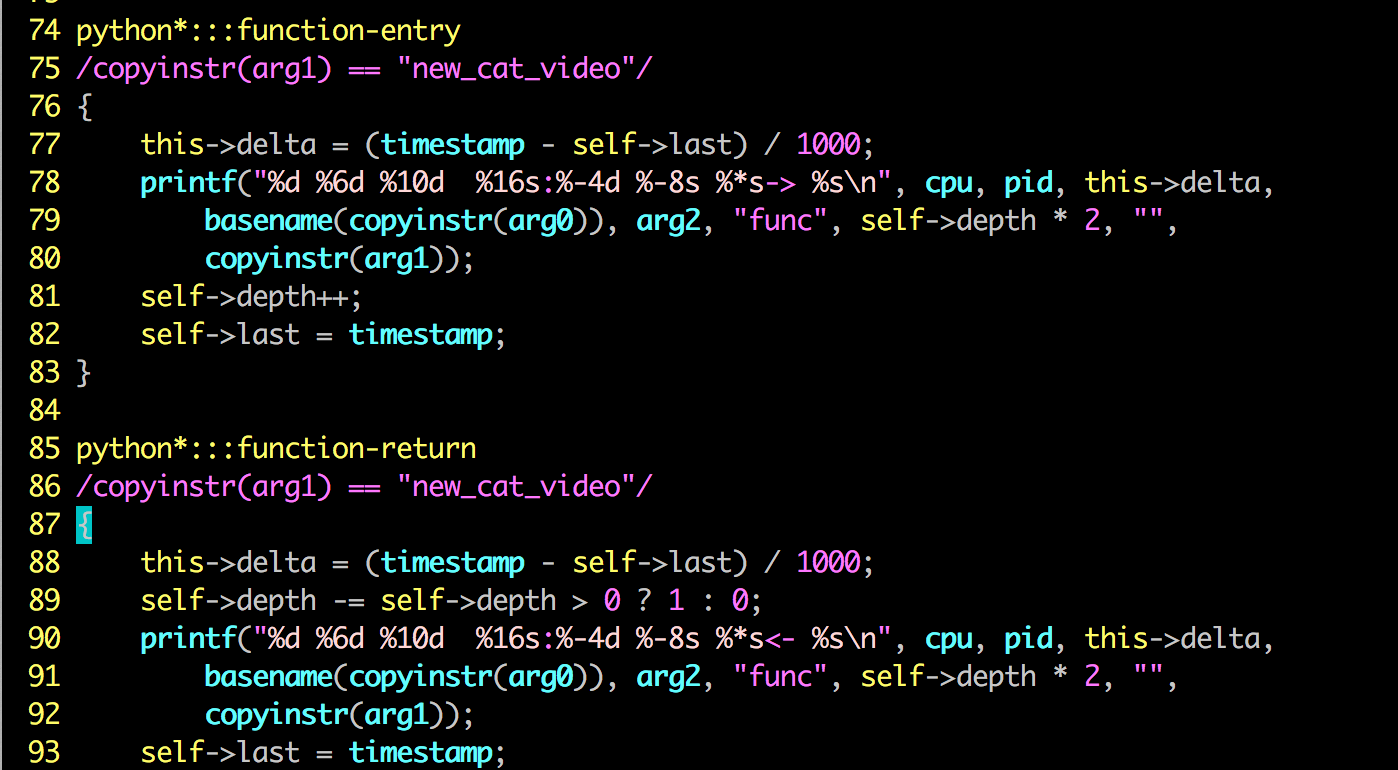 74 python*:::function-entry
75 /copyinstr(arg1) == "new_cat_video"/
76 {
77     this->delta = (timestamp - self->last) / 1000;
78     printf("%d %6d %10d  %16s:%-4d %-8s %*s-> %s\n", cpu, pid, this->delta,
79         basename(copyinstr(arg0)), arg2, "func", self->depth * 2, "",
80         copyinstr(arg1));
81     self->depth++;
82     self->last = timestamp;
83 }
84
85 python*:::function-return
86 /copyinstr(arg1) == "new_cat_video"/
87 {
88     this->delta = (timestamp - self->last) / 1000;
89     self->depth -= self->depth > 0 ? 1 : 0;
90     printf("%d %6d %10d  %16s:%-4d %-8s %*s<- %s\n", cpu, pid, this->delta,
91         basename(copyinstr(arg0)), arg2, "func", self->depth * 2, "",
92         copyinstr(arg1));
93     self->last = timestamp;